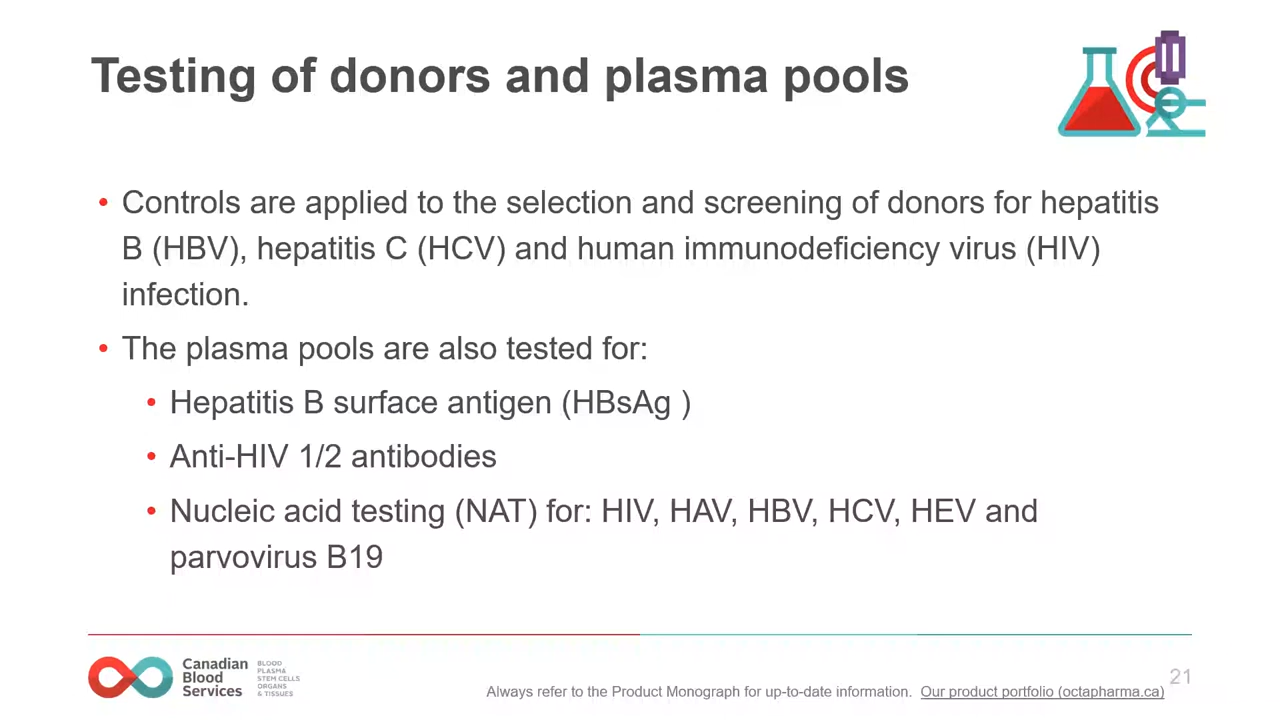 Testing of donors and plasma pools
• Controls are applied to the selection and screening of donors for hepatitis
B (HBV), hepatitis C (HCV) and human immunodeficiency virus (HIV)
infection.
• The plasma pools are also tested for:
• Hepatitis B surface antigen (HBsAg )
• Anti-HIV 1/2 antibodies
• Nucleic acid testing (NAT) for: HIV, HAV, HBV, HCV, HEV and
parvovirus B19
Canadian
Blood
Services
BLOOD
PLASMA
STEM CELLS
ORGANS
& TISSUES
Always refer to the Product Monograph for up-to-date information. Our product portfolio (octapharma.ca)
21